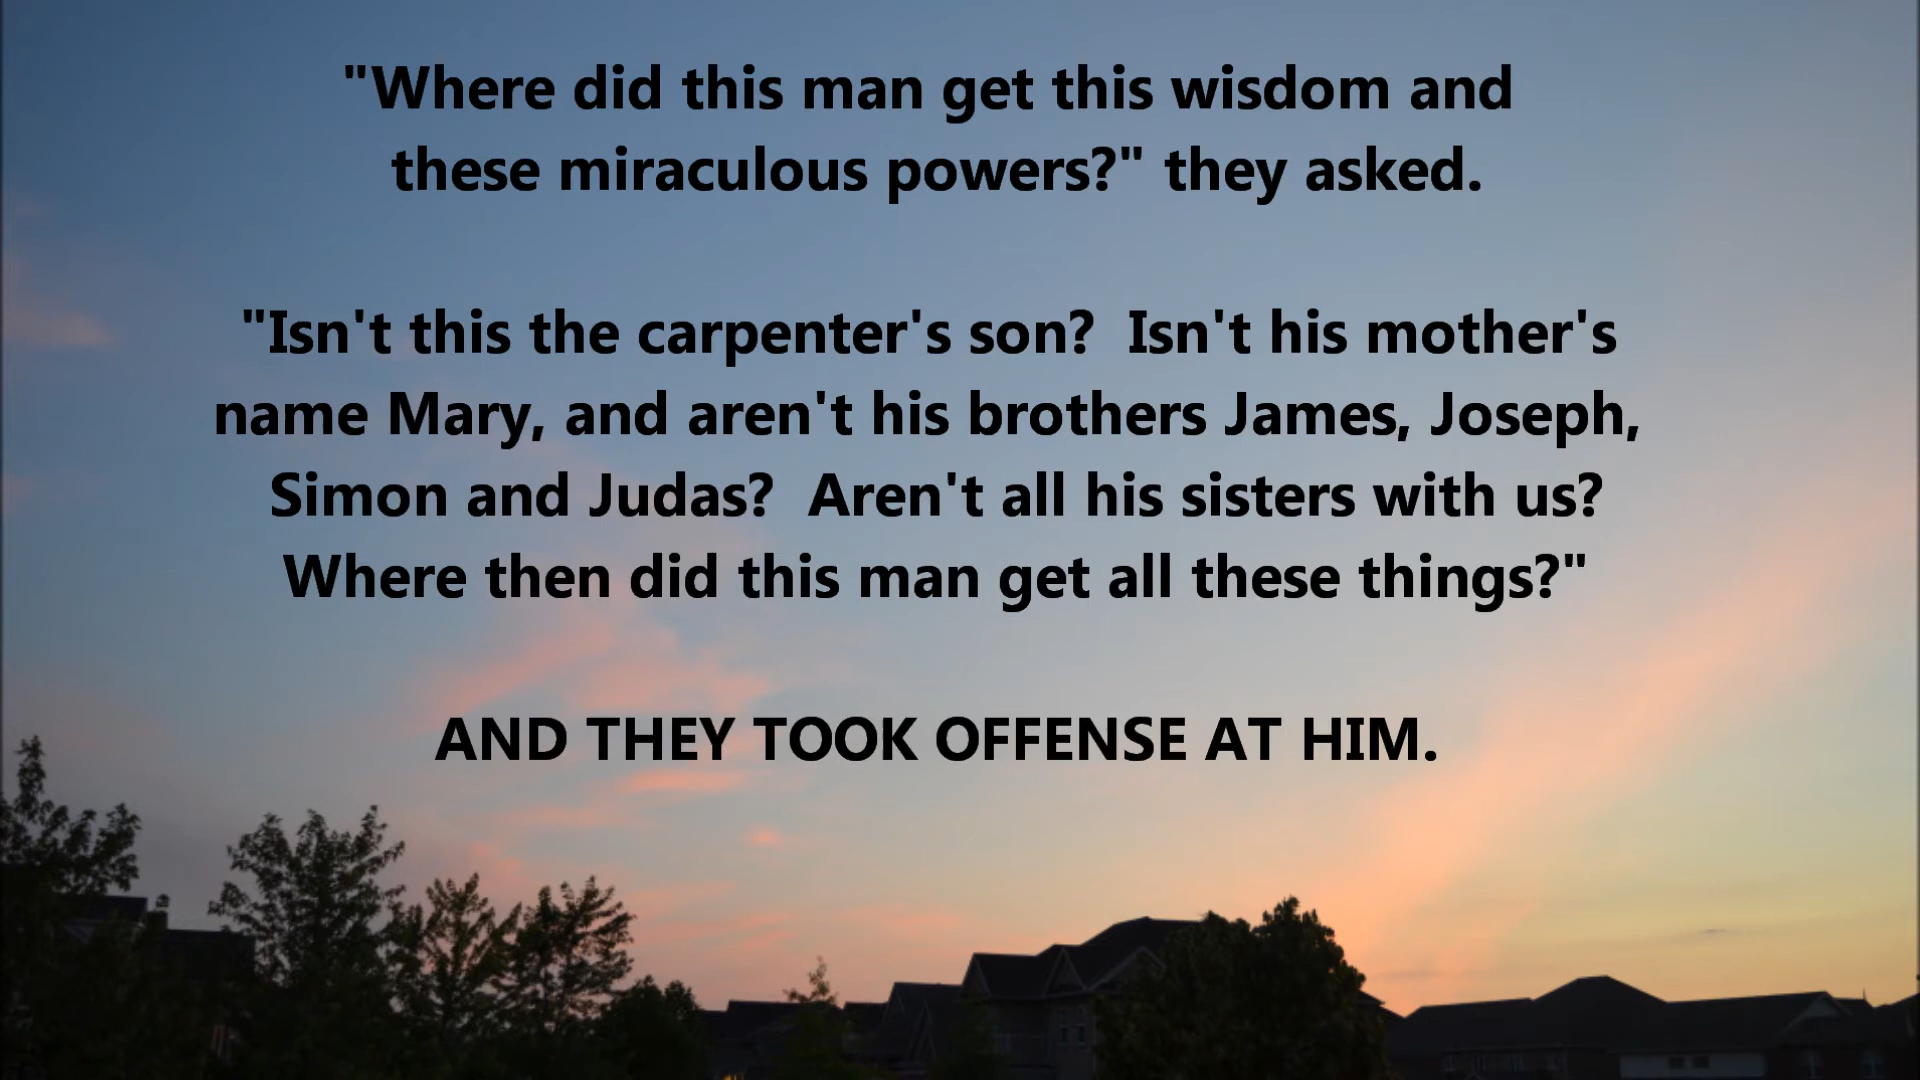 "Where did this man get this wisdom and
these miraculous powers?" they asked.
"Isn't this the carpenter's son?  Isn't his mother's
name Mary, and aren't his brothers James, Joseph,
Simon and Judas?  Aren't all his sisters with us?
Where then did this man get all these things?"
AND THEY TOOK OFFENSE AT HIM.